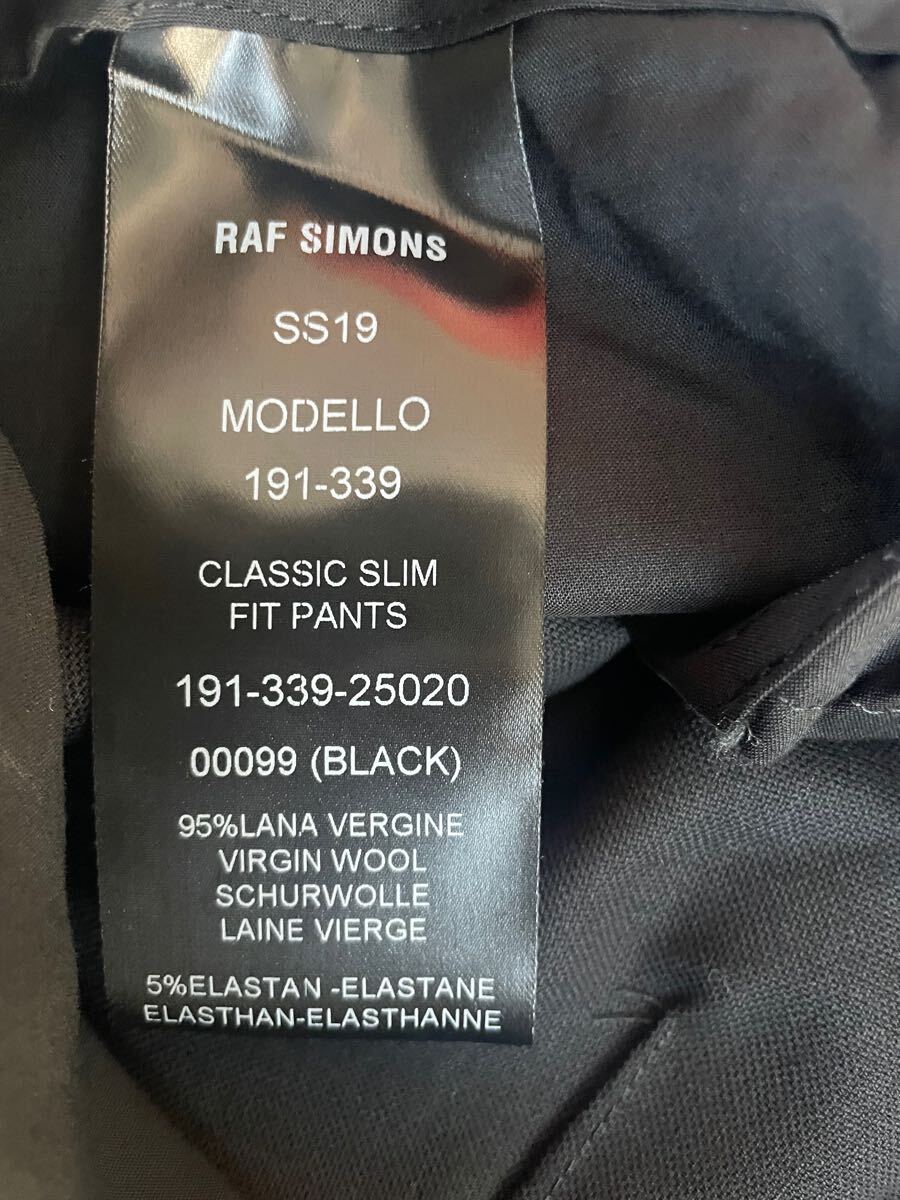 RAF SIMONS
SS19
MODELLO
191-339
CLASSIC SLIM
FIT PANTS
191-339-25020
00099 (BLACK)
95%LANA VERGINE
VIRGIN WOOL
SCHURWOLLE
LAINE VIERGE
5%ELASTAN -ELASTANE
ELASTHAN-ELASTHANNE